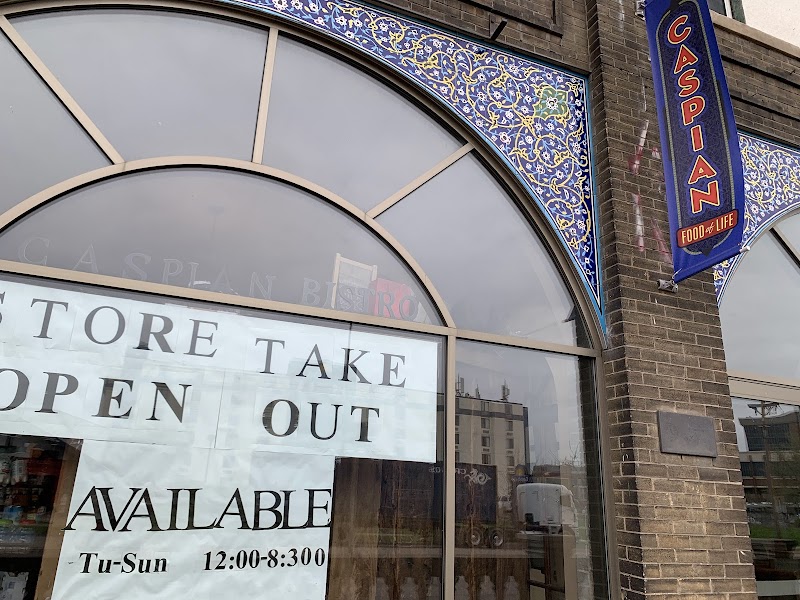 CASPIAN
FOOD of LIFE
CASPIAN BISTRO
STORE TAKE
OPEN OUT
AVAILABLE
Tu-Sun 12:00-8:300